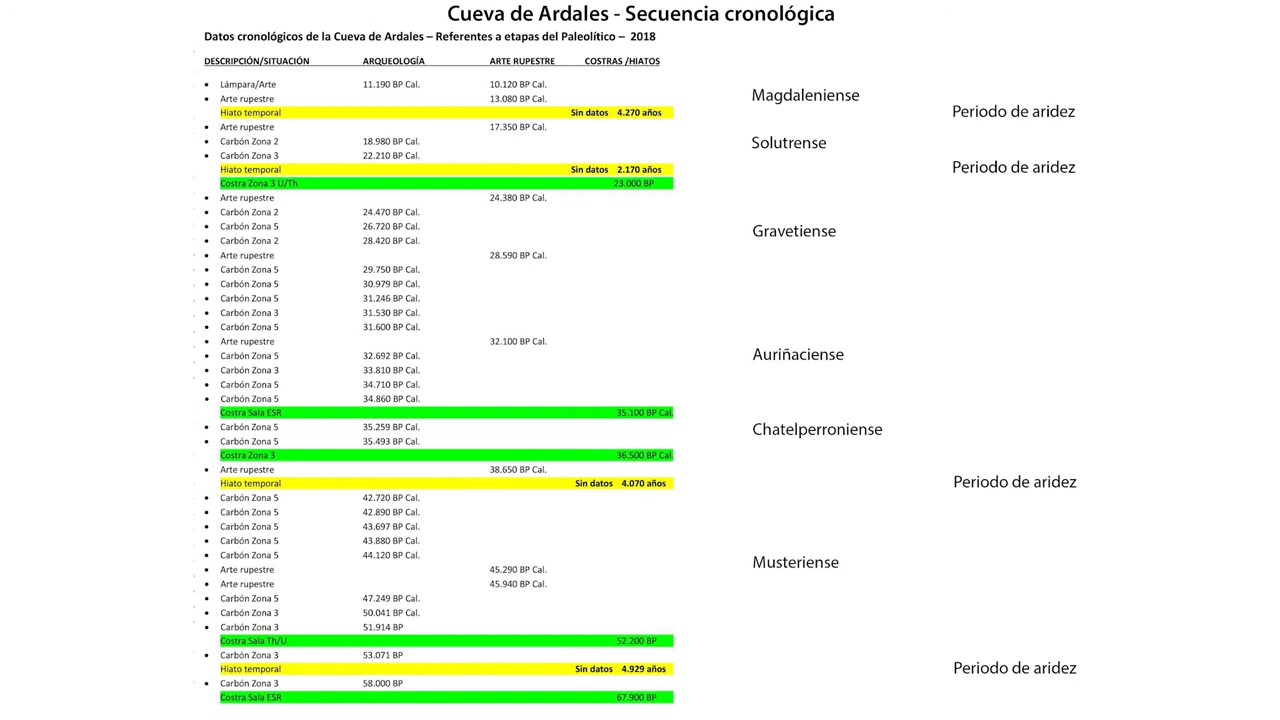 Cueva de Ardales - Secuencia cronológica
Datos cronológicos de la Cueva de Ardales – Referentes a etapas del Paleolítico – 2018
DESCRIPCIÓN/SITUACIÓN ARQUEOLOGÍA ARTE RUPESTRE COSTRAS /HIATOS
• Lámpara/Arte 11.190 BP Cal. 10.120 BP Cal.
Magdaleniense
• Arte rupestre 13.080 BP Cal.
Hiato temporal Sin datos 4.270 años Periodo de aridez
• Arte rupestre 17.350 BP Cal.
• Carbón Zona 2 18.980 BP Cal. Solutrense
• Carbón Zona 3 22.210 BP Cal.
Hiato temporal Sin datos 2.170 años Periodo de aridez
Costra Zona 3 U/Th 23.000 BP
• Arte rupestre 24.380 BP Cal.
• Carbón Zona 2 24.470 BP Cal.
• Carbón Zona 5 26.720 BP Cal. Gravetiense
• Carbón Zona 2 28.420 BP Cal.
• Arte rupestre 28.590 BP Cal.
• Carbón Zona 5 29.750 BP Cal.
• Carbón Zona 5 30.979 BP Cal.
• Carbón Zona 5 31.246 BP Cal.
• Carbón Zona 3 31.530 BP Cal.
• Carbón Zona 5 31.600 BP Cal.
• Arte rupestre 32.100 BP Cal.
• Carbón Zona 5 32.692 BP Cal. Auriñaciense
• Carbón Zona 3 33.810 BP Cal.
• Carbón Zona 5 34.710 BP Cal.
• Carbón Zona 5 34.860 BP Cal.
Costra Sala ESR 35.100 BP Cal.
• Carbón Zona 5 35.259 BP Cal. Chatelperroniense
• Carbón Zona 5 35.493 BP Cal.
Costra Zona 3 36.500 BP Cal.
• Arte rupestre 38.650 BP Cal.
Hiato temporal Sin datos 4.070 años Periodo de aridez
• Carbón Zona 5 42.720 BP Cal.
• Carbón Zona 5 42.890 BP Cal.
• Carbón Zona 5 43.697 BP Cal.
• Carbón Zona 5 43.880 BP Cal.
• Carbón Zona 5 44.120 BP Cal. Musteriense
• Arte rupestre 45.290 BP Cal.
• Arte rupestre 45.940 BP Cal.
• Carbón Zona 5 47.249 BP Cal.
• Carbón Zona 3 50.041 BP Cal.
• Carbón Zona 3 51.914 BP
Costra Sala Th/U 52.200 BP
• Carbón Zona 3 53.071 BP
Hiato temporal Sin datos 4.929 años Periodo de aridez
• Carbón Zona 3 58.000 BP
Costra Sala ESR 67.900 BP